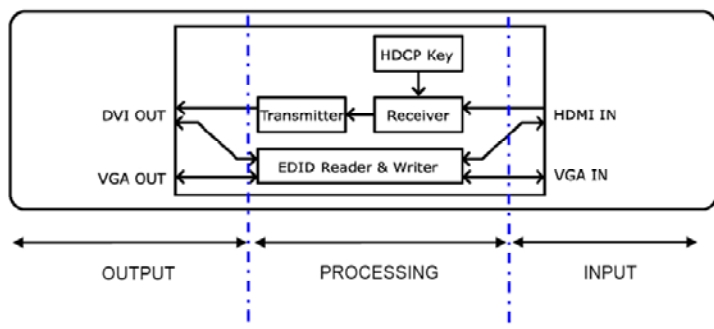 HDCP Key
DVI OUT
Transmitter
Receiver
HDMI IN
EDID Reader & Writer
VGA OUT
VGA IN
OUTPUT
PROCESSING
INPUT